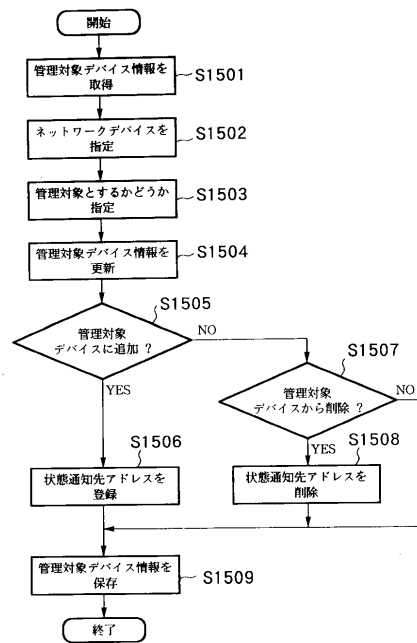 開始
管理対象デバイス情報を
取得
S1501
ネットワークデバイスを
指定
S1502
管理対象とするかどうか
指定
S1503
管理対象デバイス情報を
更新
S1504
S1505
管理対象
デバイスに追加 ?
NO
YES
S1507
管理対象
デバイスから削除 ?
NO
YES
S1506
状態通知先アドレスを
登録
S1508
状態通知先アドレスを
削除
管理対象デバイス情報を
保存
S1509
終了